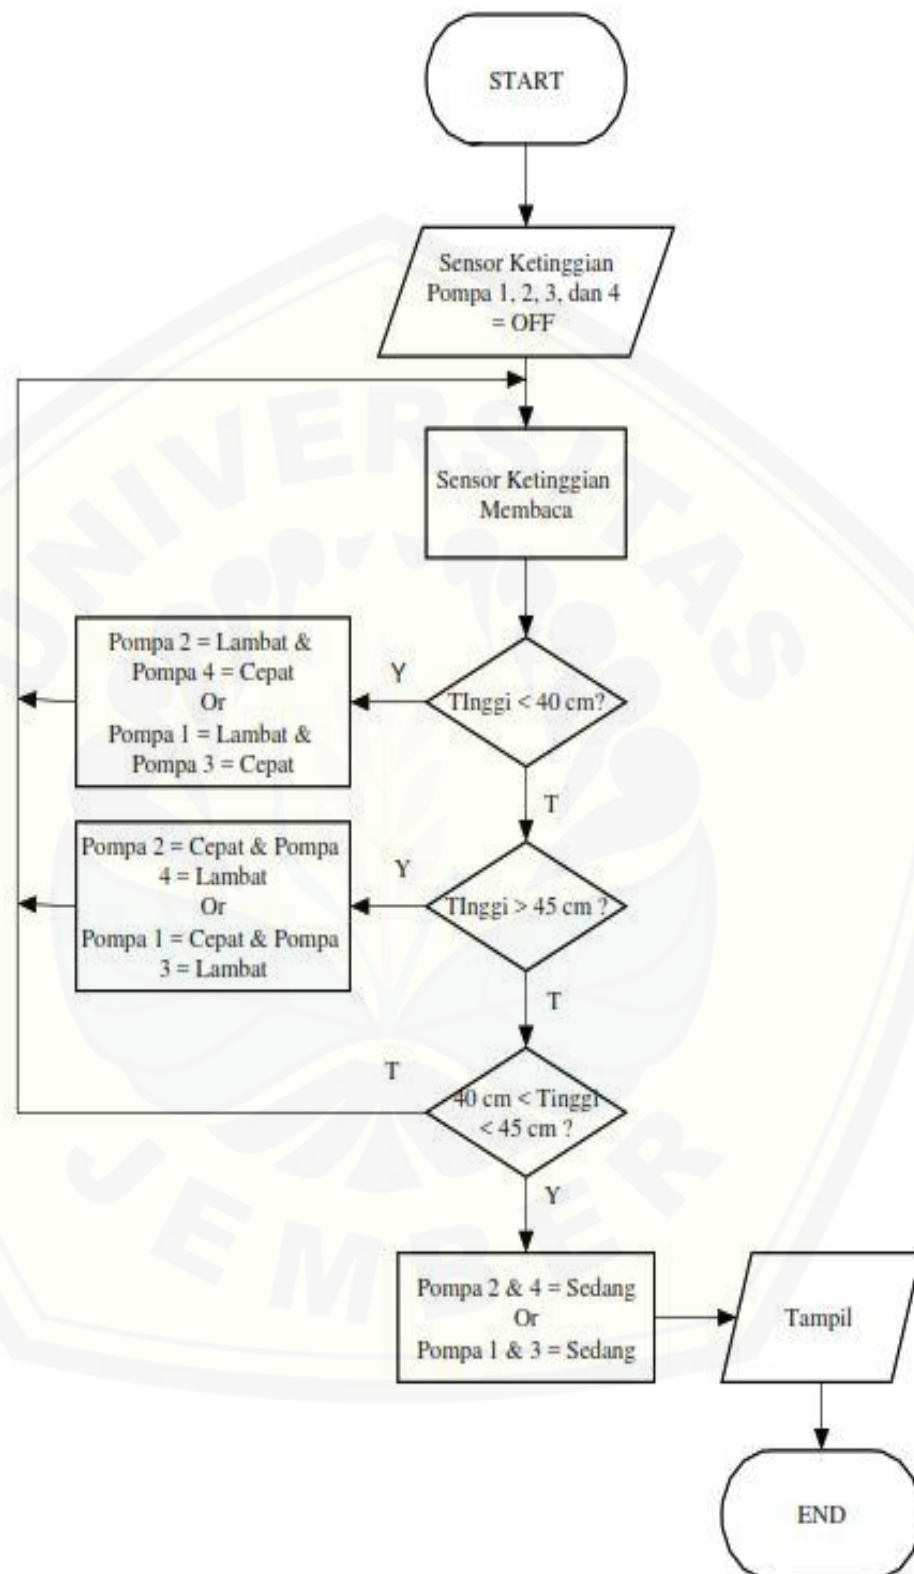 START
Sensor Ketinggian
Pompa 1, 2, 3, dan 4
= OFF
Sensor Ketinggian
Membaca
TInggi < 40 cm?
Y
Pompa 2 = Lambat &
Pompa 4 = Cepat
Or
Pompa 1 = Lambat &
Pompa 3 = Cepat
T
TInggi > 45 cm ?
Y
Pompa 2 = Cepat & Pompa
4 = Lambat
Or
Pompa 1 = Cepat & Pompa
3 = Lambat
T
40 cm < Tinggi
< 45 cm ?
T
Y
Pompa 2 & 4 = Sedang
Or
Pompa 1 & 3 = Sedang
Tampil
END
UNIVERSITAS
JEMBER